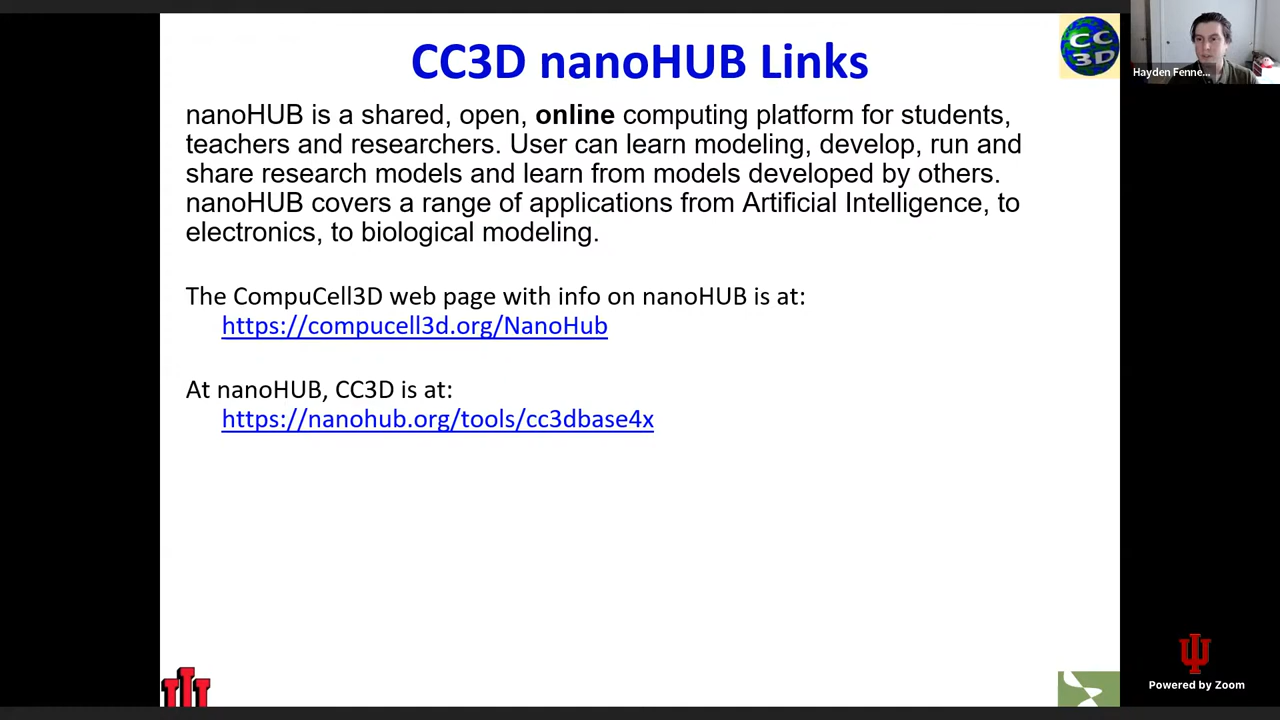 CC3D nanoHUB Links
CC
3D
Hayden Fenne...
nanoHUB is a shared, open, online computing platform for students,
teachers and researchers. User can learn modeling, develop, run and
share research models and learn from models developed by others.
nanoHUB covers a range of applications from Artificial Intelligence, to
electronics, to biological modeling.
The CompuCell3D web page with info on nanoHUB is at:
https://compucell3d.org/NanoHub
At nanoHUB, CC3D is at:
https://nanohub.org/tools/cc3dbase4x
Powered by Zoom